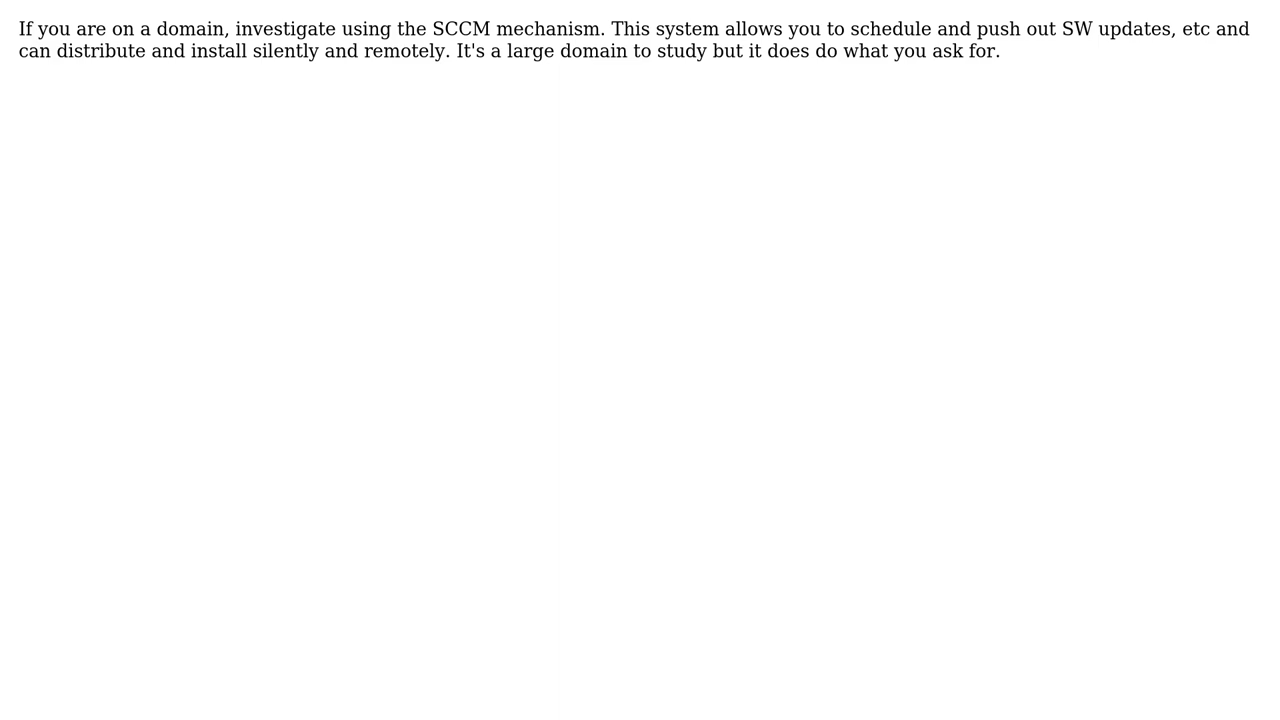 If you are on a domain, investigate using the SCCM mechanism. This system allows you to schedule and push out SW updates, etc and
can distribute and install silently and remotely. It's a large domain to study but it does do what you ask for.